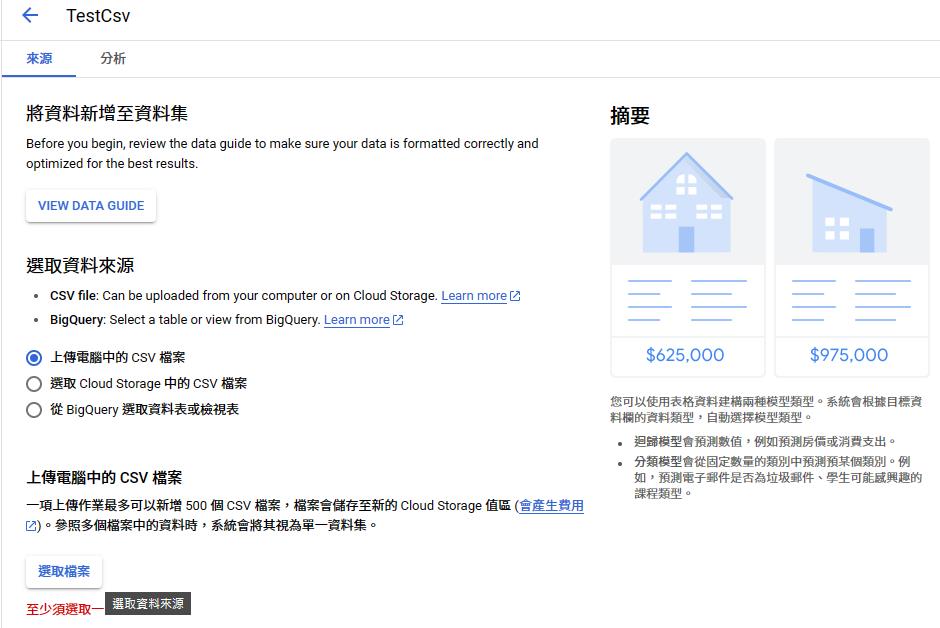 TestCsv
來源
分析
將資料新增至資料集
Before you begin, review the data guide to make sure your data is formatted correctly and
optimized for the best results.
VIEW DATA GUIDE
選取資料來源
• CSV file: Can be uploaded from your computer or on Cloud Storage. Learn more
• BigQuery: Select a table or view from BigQuery. Learn more
上傳電腦中的 CSV 檔案
選取 Cloud Storage 中的 CSV 檔案
從 BigQuery 選取資料表或檢視表
上傳電腦中的 CSV 檔案
一項上傳作業最多可以新增 500 個 CSV 檔案，檔案會儲存至新的 Cloud Storage 值區 (會產生費用
)。參照多個檔案中的資料時，系統會將其視為單一資料集。
選取檔案
至少須選取一
選取資料來源
摘要
$625,000
$975,000
您可以使用表格資料建構兩種模型類型。系統會根據目標資
料欄的資料類型，自動選擇模型類型。
• 迴歸模型會預測數值，例如預測房價或消費支出。
• 分類模型會從固定數量的類別中預測預某個類別。例
如，預測電子郵件是否為垃圾郵件、學生可能感興趣的
課程類型。